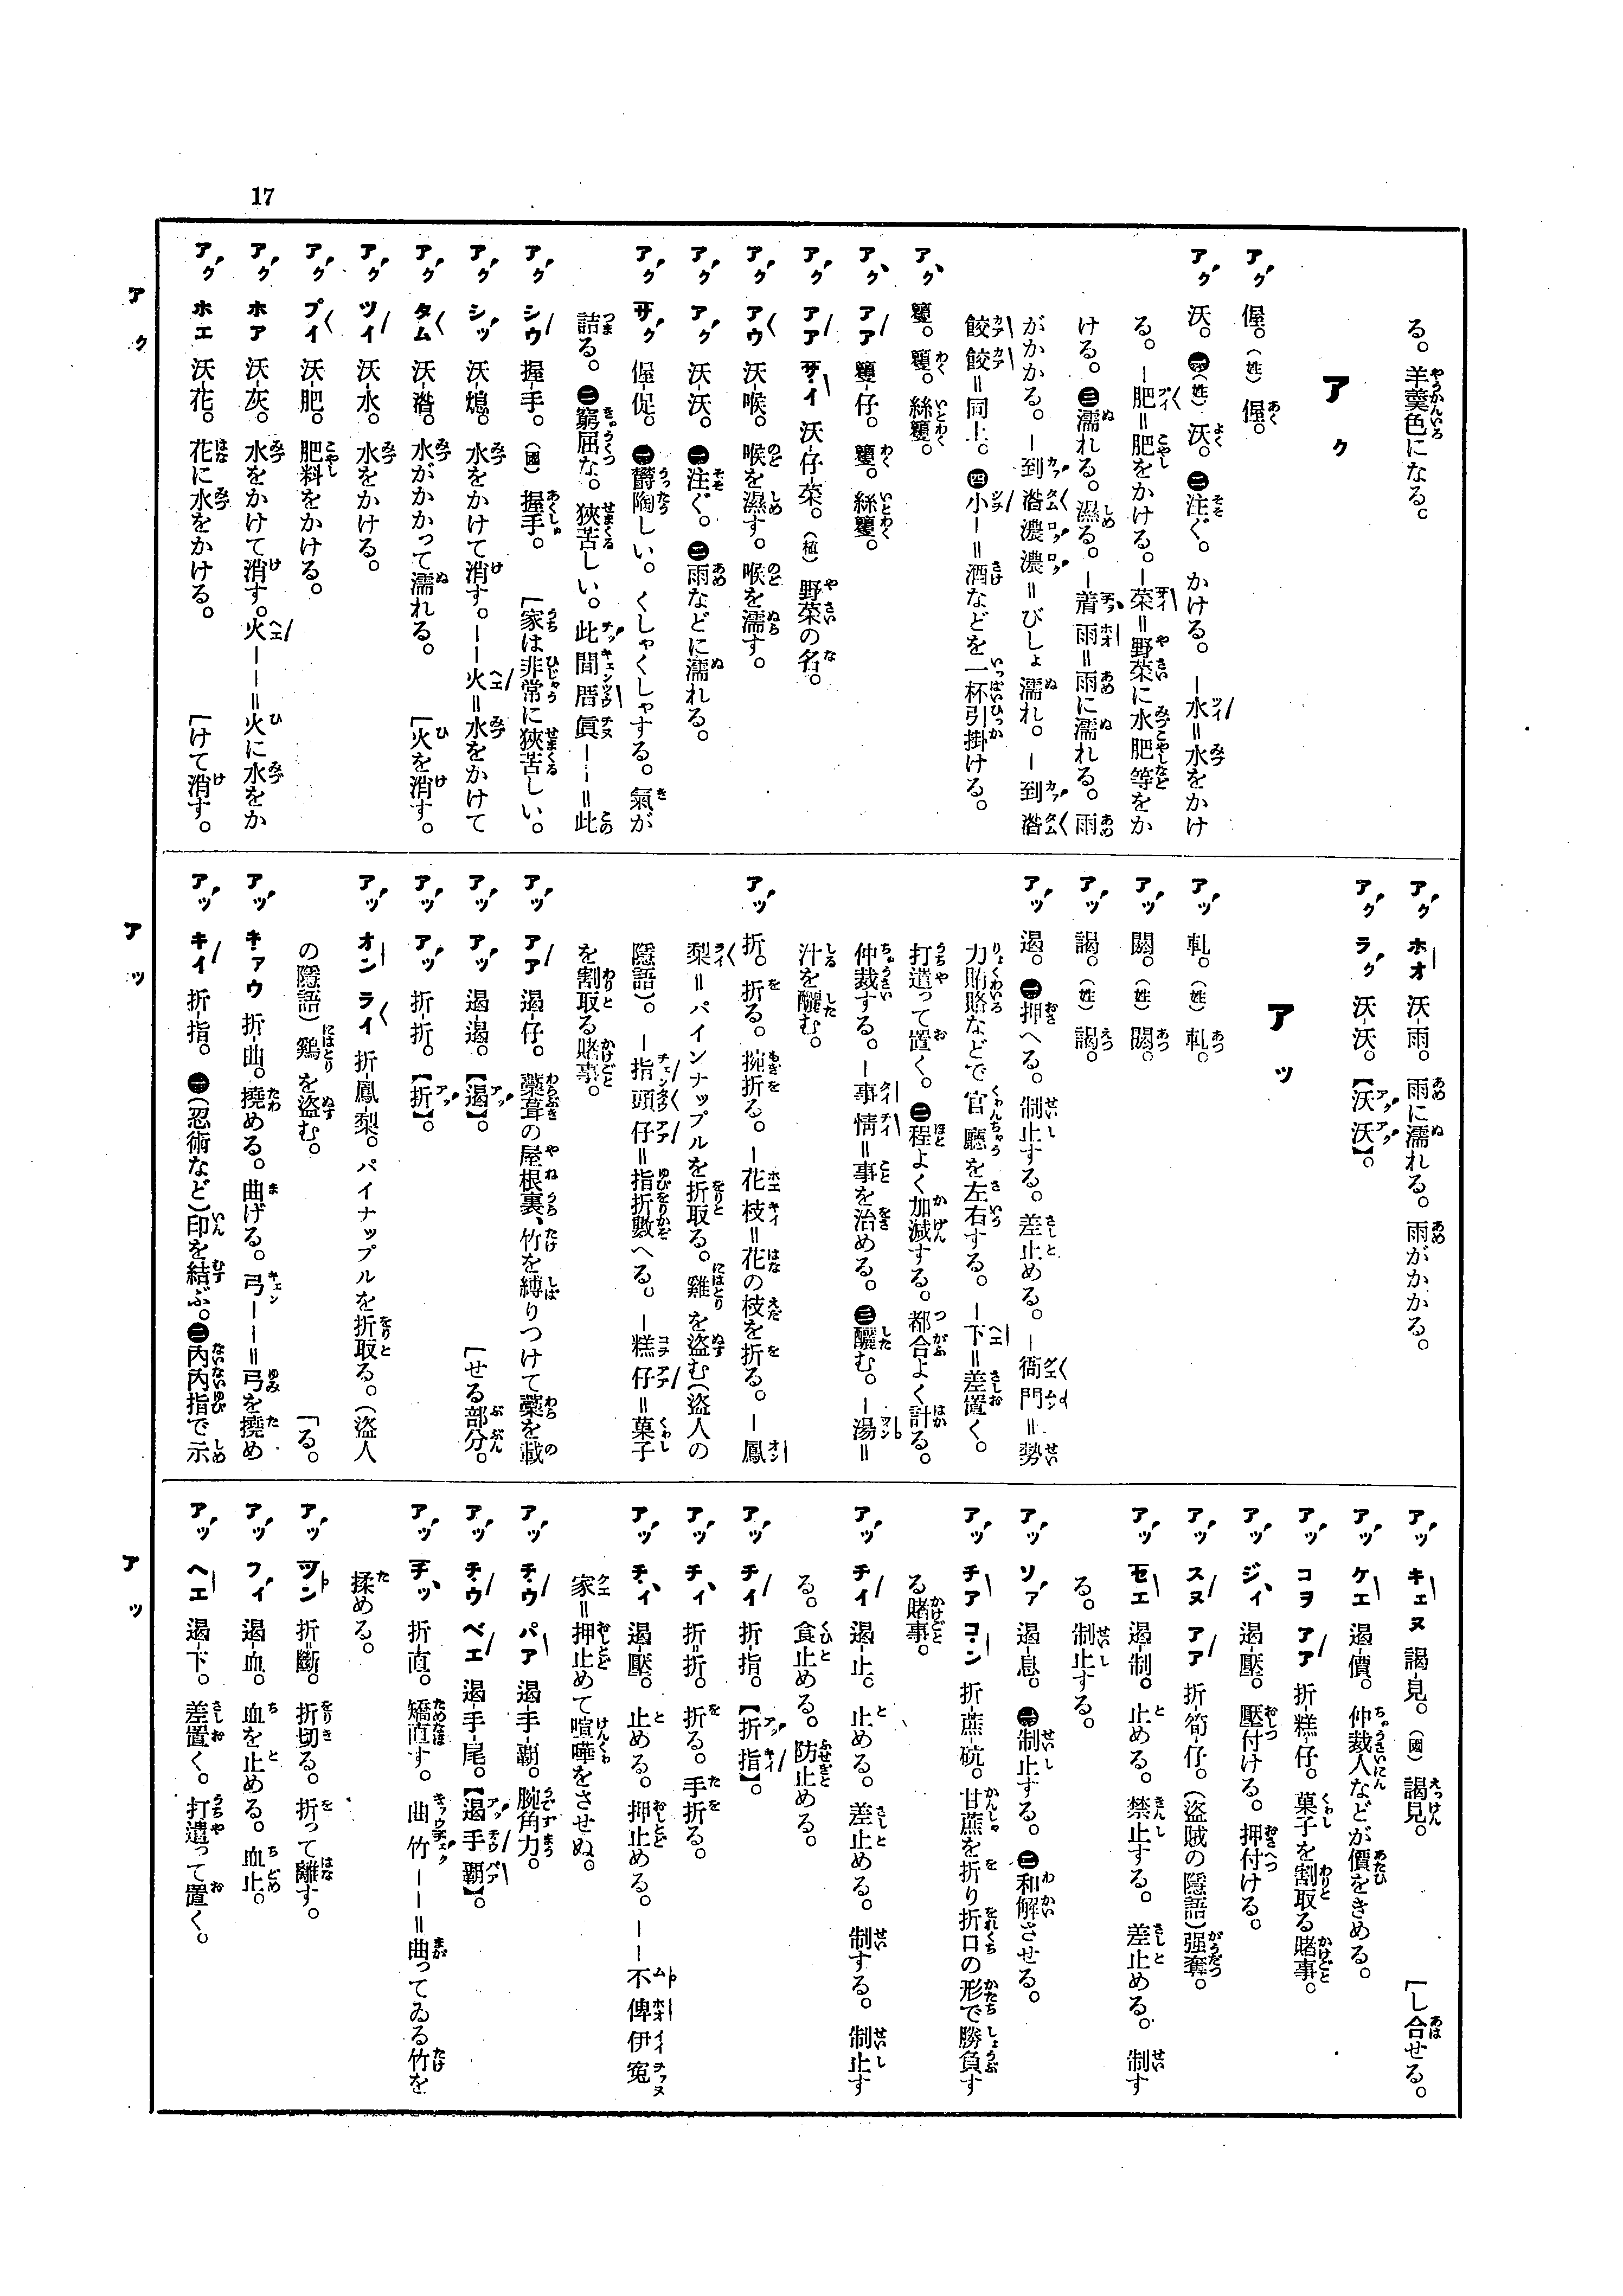 17
る。羊羹色になる。
アク
アク 偓。(姓) 偓。
アク 沃。㊀(姓) 沃。㊁注ぐ。かける。―水=水をかけ
る。―肥=肥をかける。―菜=野菜に水肥等をか
ける。㊂濡れる。濕る。―着雨=雨に濡れる。雨
がかかる。―到濃濃=びしょ濡れ。―到
餃餃=同上。㊃小―=酒などを一杯引掛ける。
アク 籰。籰。絲籰。
アク アア 籰-仔。籰。絲籰。
アク アア サイ 沃-仔-菜。(植) 野菜の名。
アク アウ 沃-喉。喉を濕す。喉を濡す。
アク アク 沃-沃。㊀注ぐ。㊁雨などに濡れる。
アク サク 偓-促。㊀欝陶しい。くしゃくしゃする。氣が
詰る。㊁窮屈な。狹苦しい。此間厝眞――=此
アク シウ 握-手。(國) 握手。 [家は非常に狹苦しい。
アク シッ 沃-熄。水をかけて消す。――火=水をかけて
アク タム 沃-。水がかかって濡れる。 [火を消す。
アク ツイ 沃-水。水をかける。
アク プイ 沃-肥。肥料をかける。
アク ホア 沃-灰。水をかけて消す。火――=火に水をか
アク ホエ 沃-花。花に水をかける。 [けて消す。
アク
アク ホオ 沃-雨。雨に濡れる。雨がかかる。
アク ラク 沃-沃。【沃沃】。
アツ
アッ 軋。(姓) 軋。
アッ 閼。(姓) 閼。
アッ 謁。(姓) 謁。
アッ 遏。㊀押へる。制止する。差止める。―衙門=勢
力賄賂などで官廳を左右する。―下=差置く。
打遣って置く。㊁程よく加減する。都合よく計る。
仲裁する。―事情=事を治める。㊂釃む。―湯=
汁を釃む。
アッ 折。折る。捥折る。―花枝=花の枝を折る。―鳳
梨=パインナップルを折取る。雞を盜む(盜人の
隱語)。―指頭仔=指折數へる。―糕仔=菓子
を割取る賭事。
アッ アア 遏-仔。藁葺の屋根裏、竹を縛りつけて藁を載
アッ アッ 遏-遏。【遏】。 [せる部分。
アッ アッ 折-折。【折】。
アッ オンライ 折-鳳-梨。パイナップルを折取る。(盜人
の隱語) 鷄を盜む。
アッ キァウ 折-曲。撓める。曲げる。弓――=弓を撓め
アッ キイ 折-指。㊀(忍術など)印を結ぶ。㊁內內指で示
「る。
アツ
アッ キェヌ 謁-見。(國) 謁見。 [し合せる。
アッ ケエ 遏-價。仲裁人などが價をきめる。
アッ コヲ アア 折-糕-仔。菓子を割取る賭事。
アッ ジィ 遏-壓。壓付ける。押付ける。
アッ スヌ アア 折-筍-仔。(盜賊の隱語)强奪。
アッ セエ 遏-制。止める。禁止する。差止める。制す
る。制止する。
アッ ソァ 遏-息。㊀制止する。㊁和解させる。
アッ チア コン 折-蔗-䂫。甘蔗を折り折口の形で勝負す
る賭事。
アッ チイ 遏-止。止める。差止める。制する。制止す
る。食止める。防止める。
アッ チイ 折-指。【折指】。
アッ チィ 折=折。折る。手折る。
アッ チィ 遏-壓。止める。押止める。――不俾伊寃
家=押止めて喧嘩をさせぬ。
アッ チウ パア 遏-手-覇。腕角力。
アッ チウ ベエ 遏-手-尾。【遏手覇】。
アッ チッ 折-直。矯直す。曲竹――=曲ってゐる竹を
揉める。
アッ ツン 折=斷。折切る。折って離す。
アッ フイ 遏-血。血を止める。血止。
アッ ヘエ 遏-下。差置く。打遣って置く。
アツ